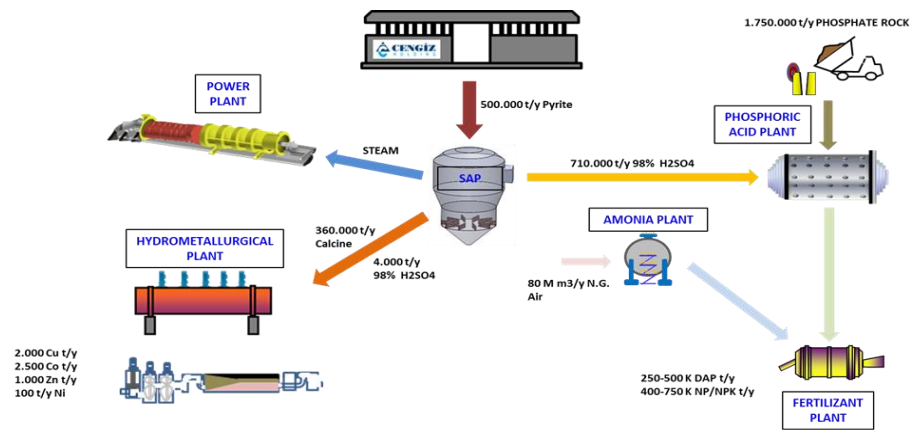 1.750.000 t/y PHOSPHATE ROCK
CENGİZ
HOLDİNG
POWER
PLANT
500.000 t/y Pyrite
PHOSPHORIC
ACID PLANT
STEAM
SAP
710.000 t/y 98% H2SO4
AMONIA PLANT
360.000 t/y
Calcine
HYDROMETALLURGICAL
PLANT
4.000 t/y
98% H2SO4
80 M m3/y N.G.
Air
2.000 Cu t/y
2.500 Co t/y
1.000 Zn t/y
100 t/y Ni
250-500 K DAP t/y
400-750 K NP/NPK t/y
FERTILIZANT
PLANT